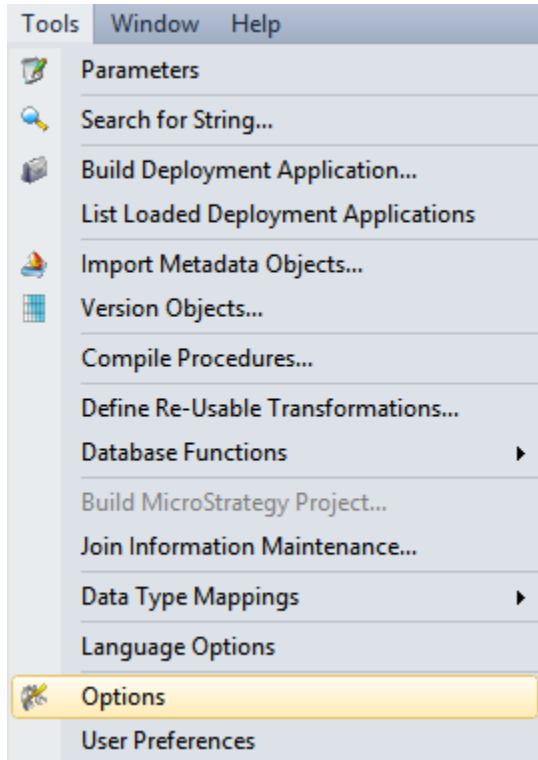 Tools Window Help
Parameters
Search for String...
Build Deployment Application...
List Loaded Deployment Applications
Import Metadata Objects...
Version Objects...
Compile Procedures...
Define Re-Usable Transformations...
Database Functions
Build MicroStrategy Project...
Join Information Maintenance...
Data Type Mappings
Language Options
Options
User Preferences